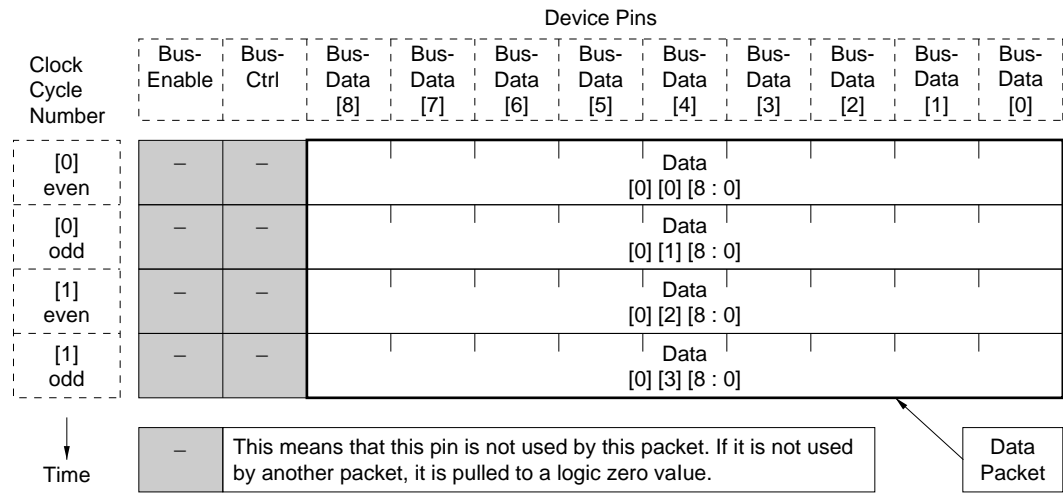 Device Pins
Clock
Cycle
Number
Bus-
Enable
Bus-
Ctrl
Bus-
Data
[8]
Bus-
Data
[7]
Bus-
Data
[6]
Bus-
Data
[5]
Bus-
Data
[4]
Bus-
Data
[3]
Bus-
Data
[2]
Bus-
Data
[1]
Bus-
Data
[0]
[0]
even
–
–
Data
[0] [0] [8 : 0]
[0]
odd
–
–
Data
[0] [1] [8 : 0]
[1]
even
–
–
Data
[0] [2] [8 : 0]
[1]
odd
–
–
Data
[0] [3] [8 : 0]
Time
–
This means that this pin is not used by this packet. If it is not used
by another packet, it is pulled to a logic zero value.
Data
Packet